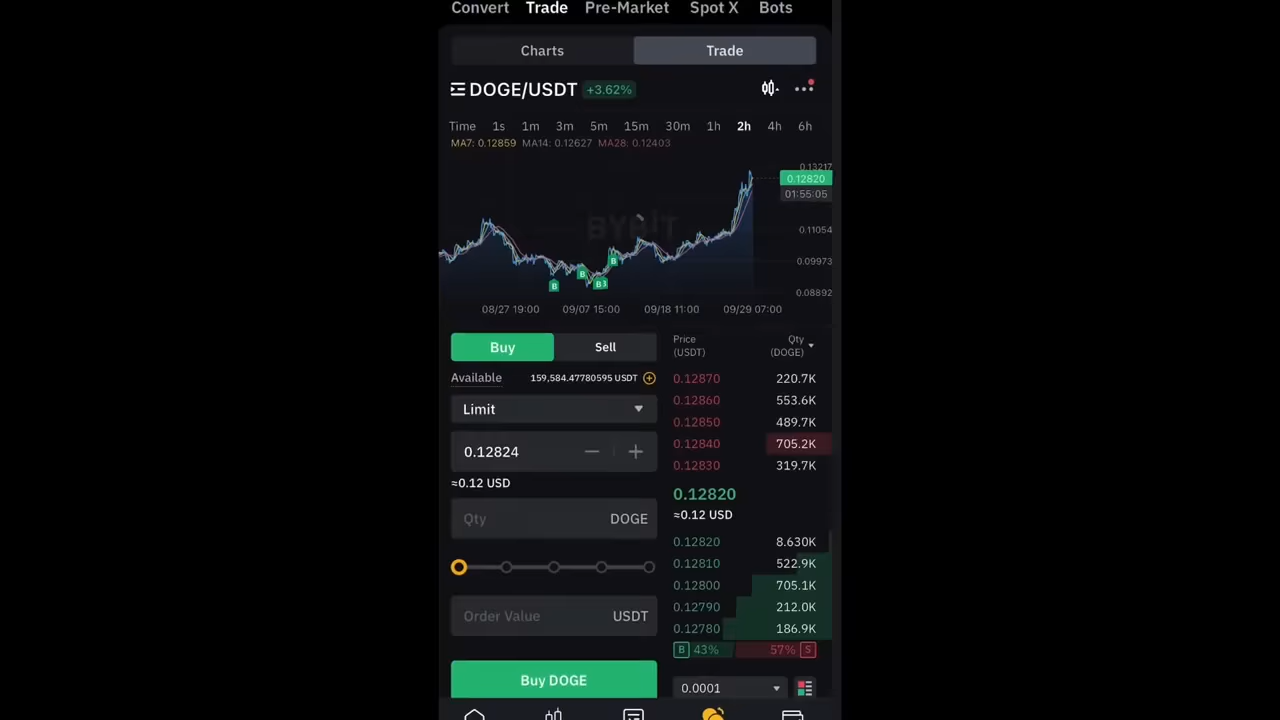 Convert Trade Pre-Market Spot X Bots
Charts Trade
DOGE/USDT +3.62%
Time 1s 1m 3m 5m 15m 30m 1h 2h 4h 6h
MA7: 0.12859 MA14: 0.12627 MA28: 0.12403
0.13217
0.12820
01:55:05
BYBIT
0.11054
0.09973
0.08892
B
B
B3
B
08/27 19:00 09/07 15:00 09/18 11:00 09/29 07:00
Buy Sell
Available 159,584.47780595 USDT
Limit
0.12824
≈0.12 USD
Qty DOGE
Order Value USDT
Buy DOGE
Price Qty
(USDT) (DOGE)
0.12870 220.7K
0.12860 553.6K
0.12850 489.7K
0.12840 705.2K
0.12830 319.7K
0.12820
≈0.12 USD
0.12820 8.630K
0.12810 522.9K
0.12800 705.1K
0.12790 212.0K
0.12780 186.9K
B 43% 57% S
0.0001